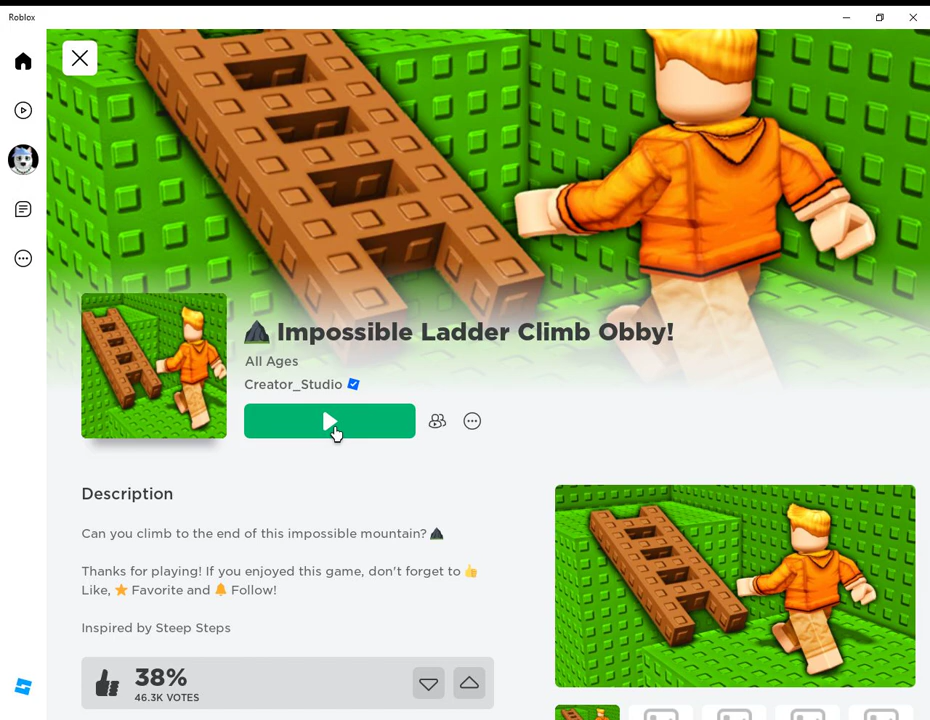 Roblox
Impossible Ladder Climb Obby!
All Ages
Creator_Studio
Description
Can you climb to the end of this impossible mountain?
Thanks for playing! If you enjoyed this game, don't forget to 👍
Like, ⭐ Favorite and 🔔 Follow!
Inspired by Steep Steps
38%
46.3K VOTES